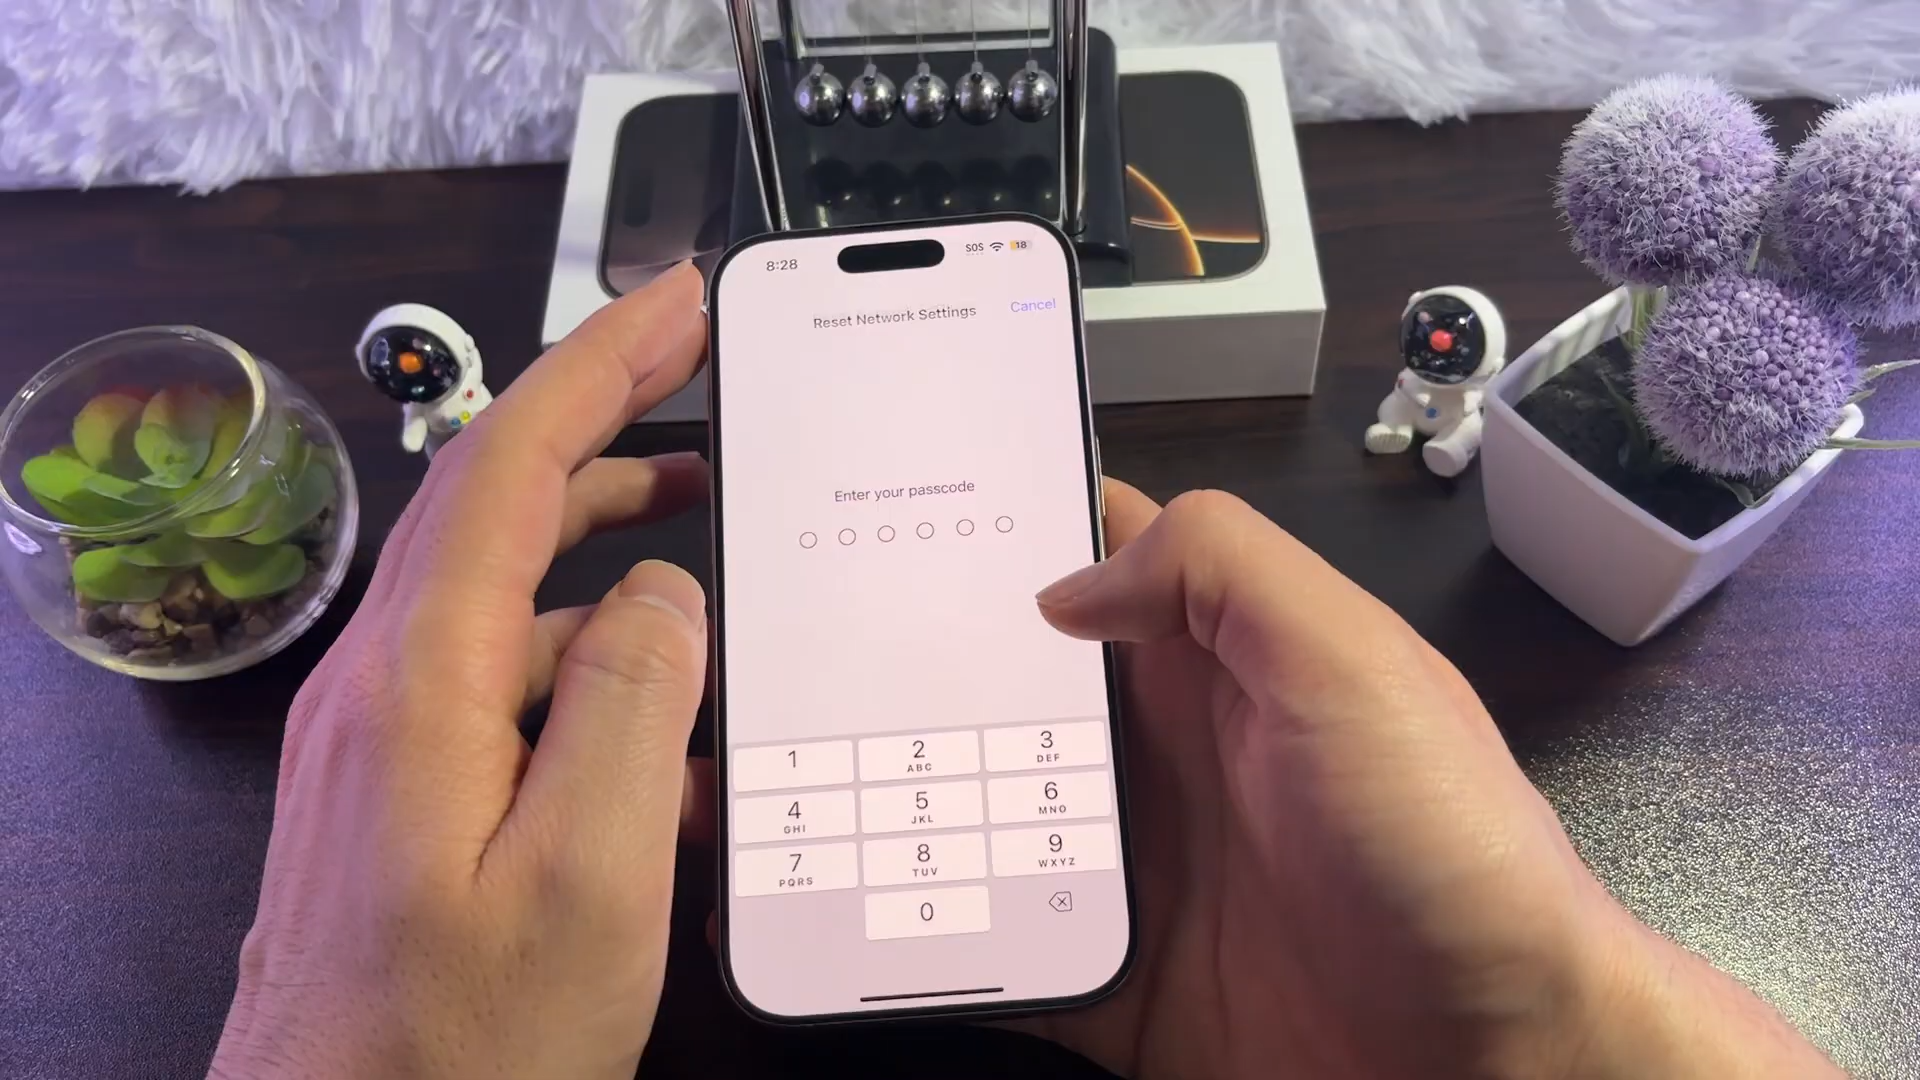 8:28
SOS
18
Reset Network Settings
Cancel
Enter your passcode
1
2
ABC
3
DEF
4
GHI
5
JKL
6
MNO
7
PQRS
8
TUV
9
WXYZ
0